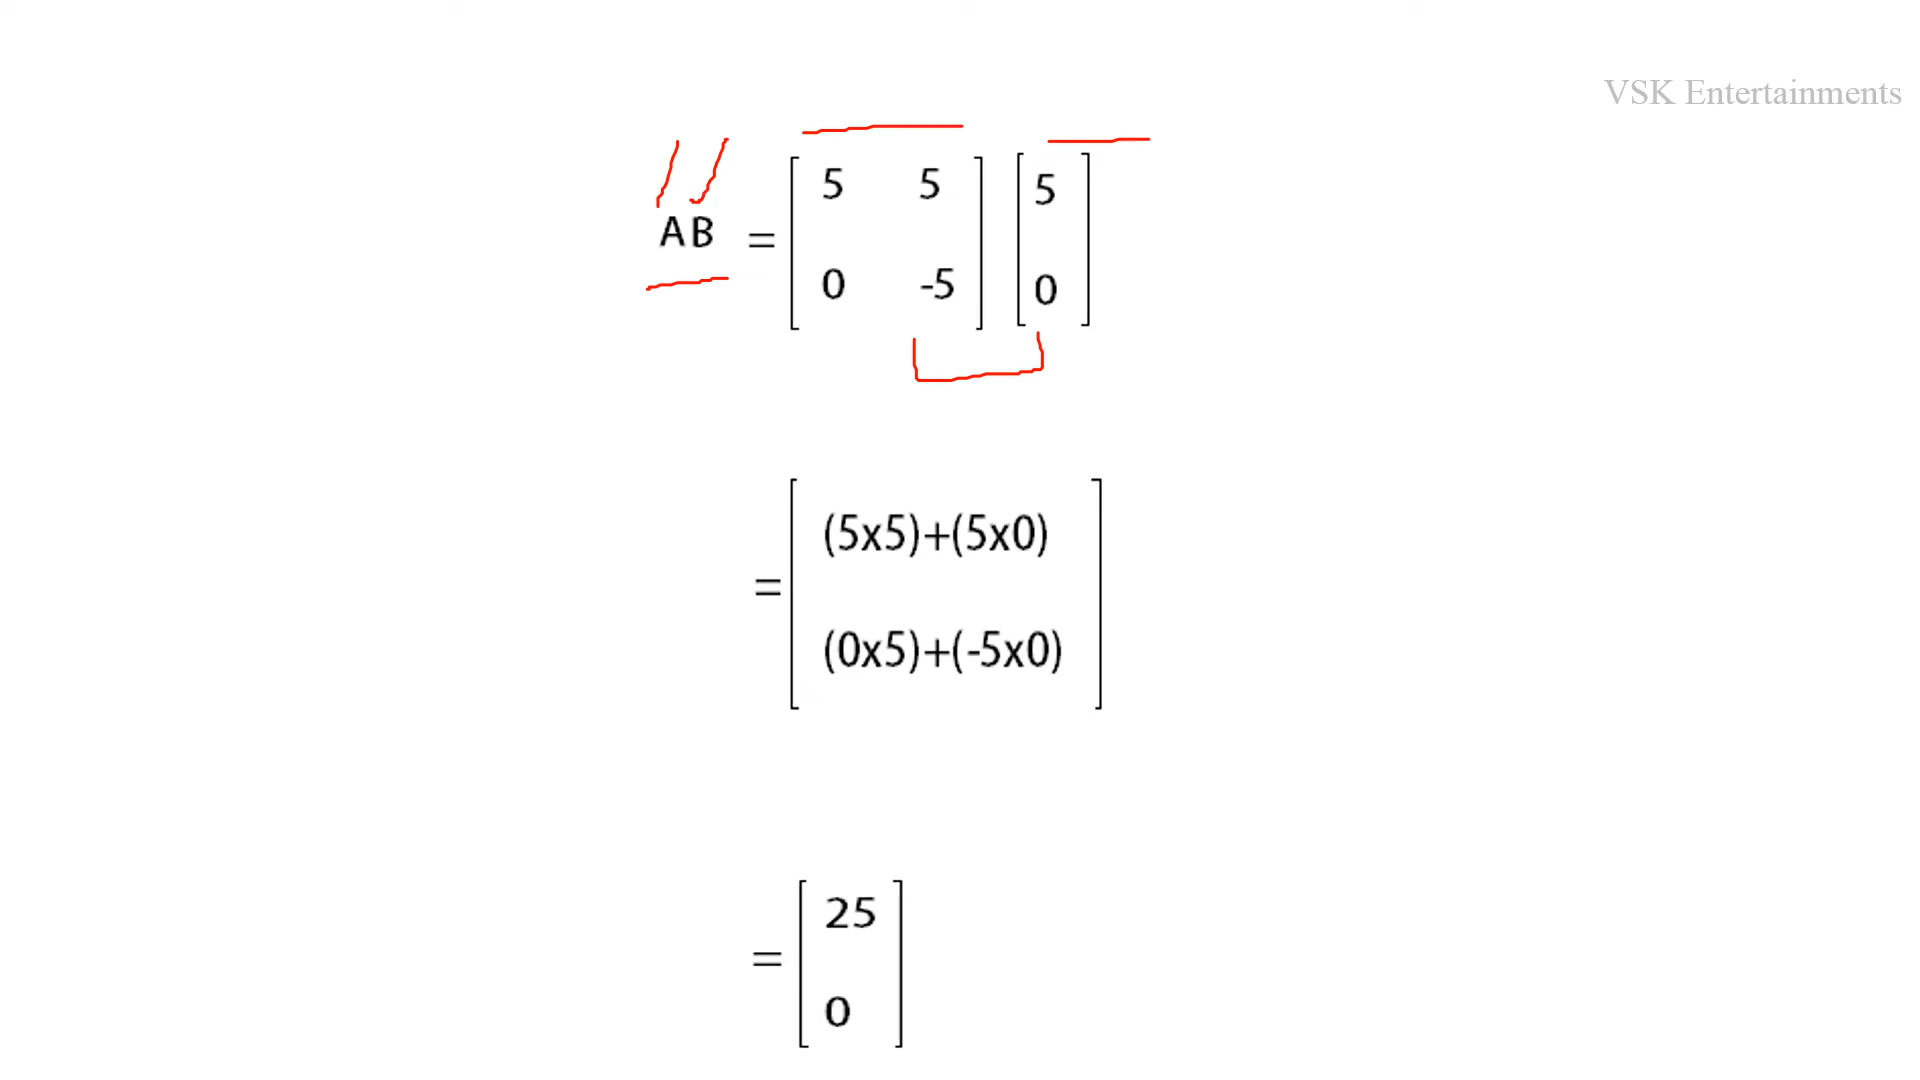 VSK Entertainments
AB = [ 5 5 ] [ 5 ]
[ 0 -5 ] [ 0 ]
= [ (5x5)+(5x0) ]
[ (0x5)+(-5x0) ]
= [ 25 ]
[ 0 ]